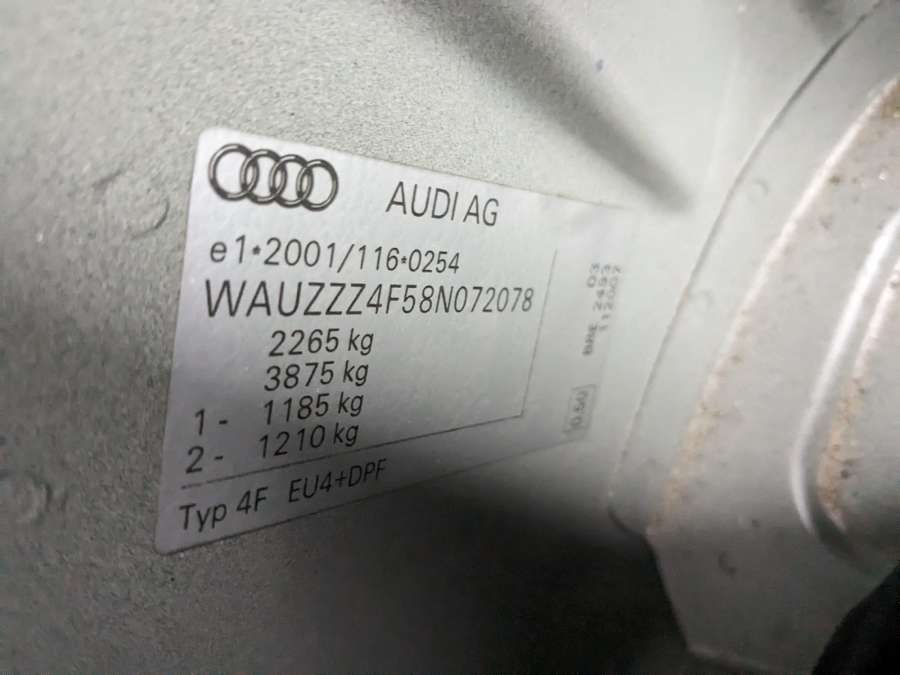 AUDI AG
e1*2001/116*0254
WAUZZZ4F58N072078
2265 kg
3875 kg
1 - 1185 kg
2 - 1210 kg
Typ 4F EU4+DPF